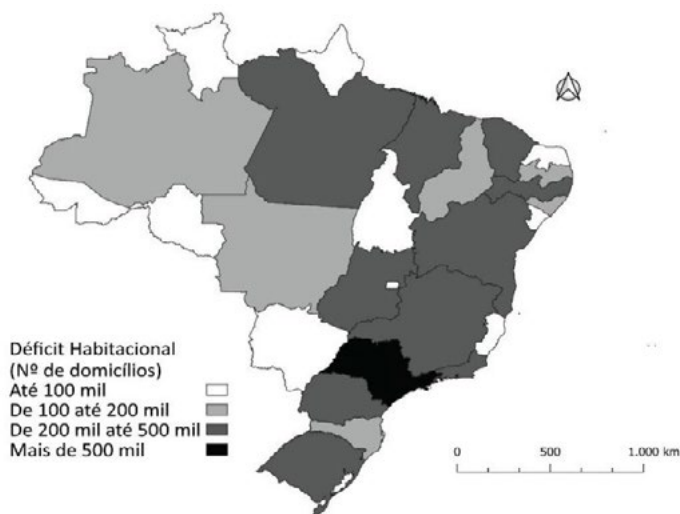 Déficit Habitacional
(Nº de domicílios)
Até 100 mil
De 100 até 200 mil
De 200 mil até 500 mil
Mais de 500 mil
0 500 1.000 km